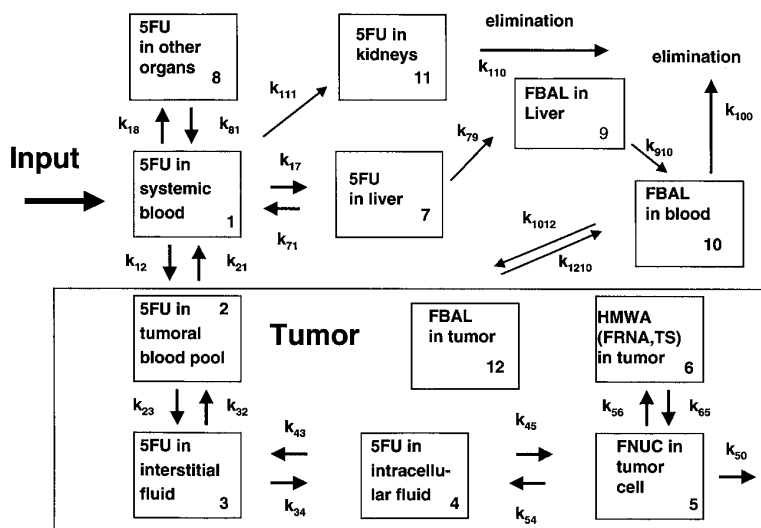 5FU
in other
organs
8
5FU
in
kidneys
11
elimination
k110
elimination
k111
FBAL in
Liver
9
k100
k18
k81
k79
Input
5FU in
systemic
blood
1
k17
k71
5FU
in liver
7
k910
FBAL
in blood
10
k1012
k1210
k12
k21
5FU in
tumoral
blood pool
2
Tumor
FBAL
in tumor
12
HMWA
(FRNA,TS)
in tumor
6
k23
k32
k43
k34
k45
k54
k56
k65
5FU in
interstitial
fluid
3
5FU in
intracellu-
lar fluid
4
FNUC in
tumor
cell
5
k50